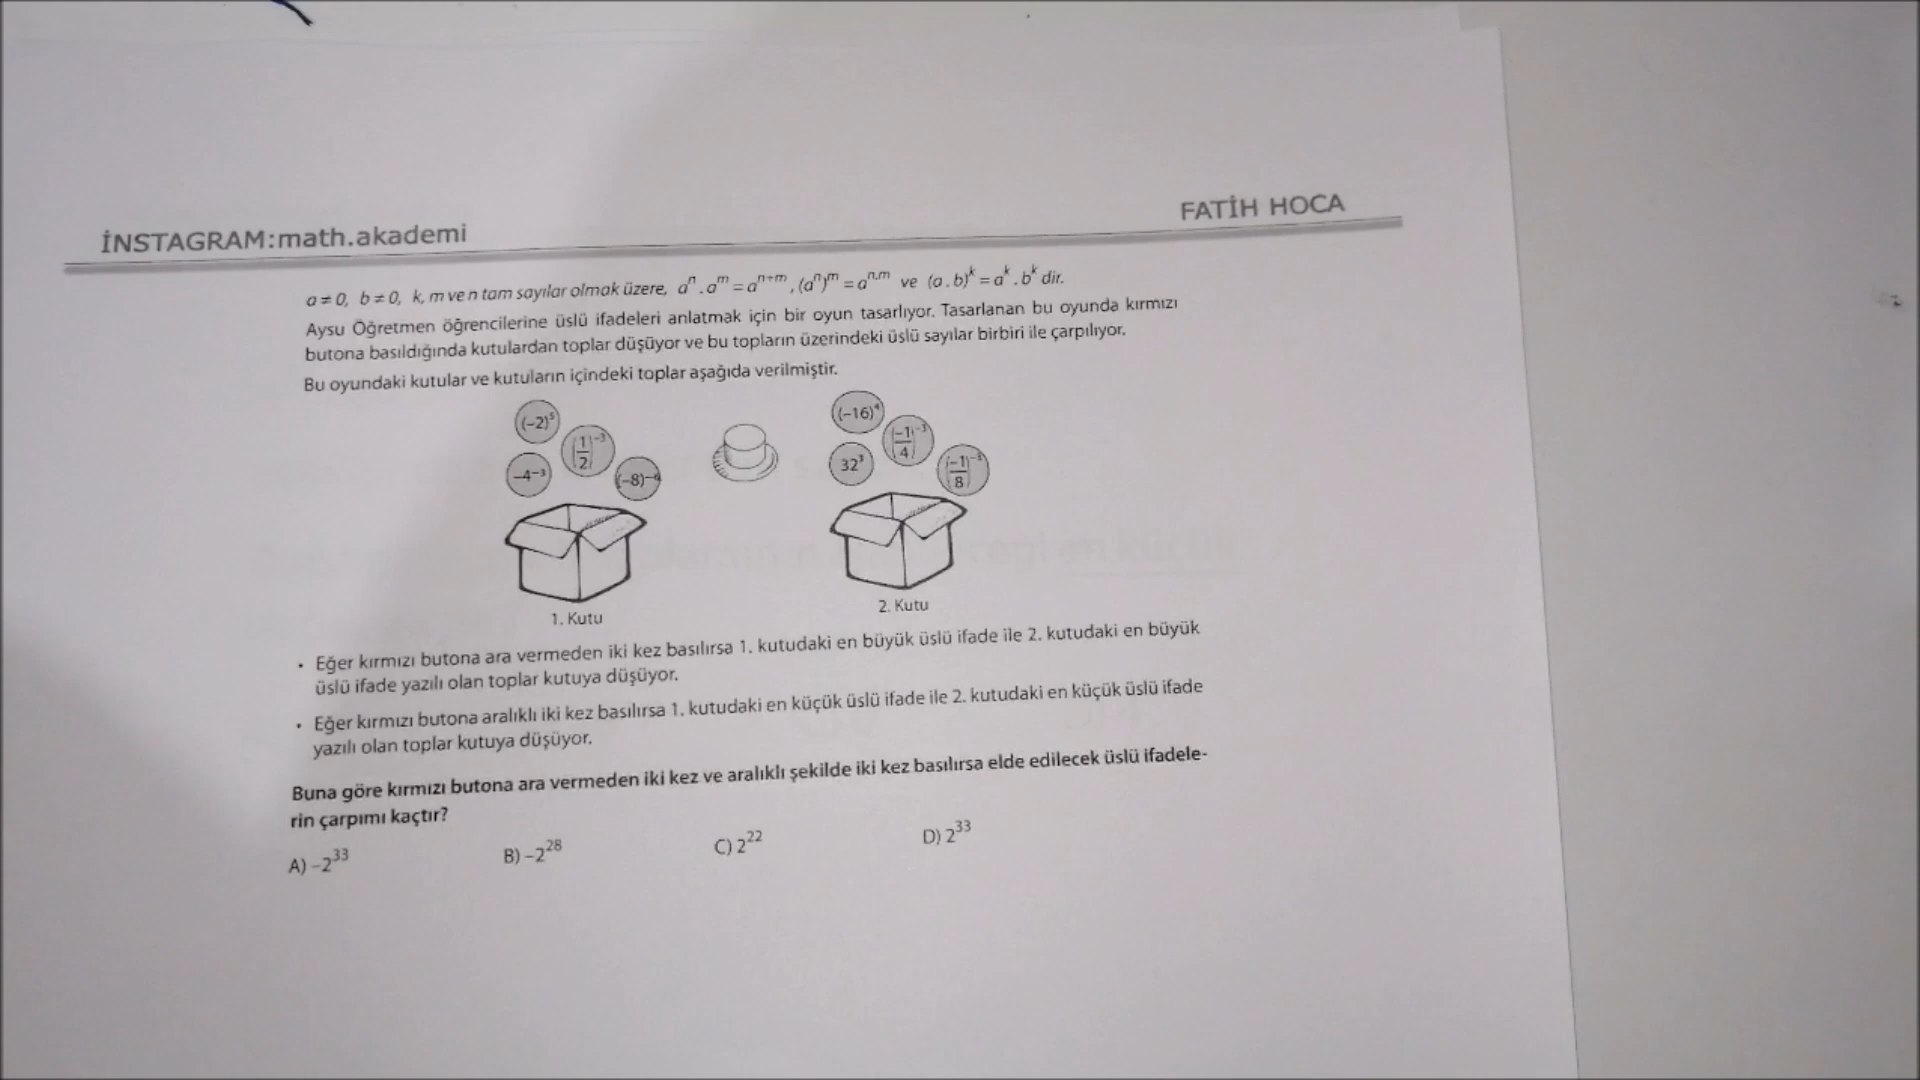 İNSTAGRAM:math.akademi
FATİH HOCA
a ≠ 0, b ≠ 0, k, m ve n tam sayılar olmak üzere, aⁿ . aᵐ = aⁿ⁺ᵐ, (aⁿ)ᵐ = aⁿ·ᵐ ve (a . b)ᵏ = aᵏ . bᵏ dir.
Aysu Öğretmen öğrencilerine üslü ifadeleri anlatmak için bir oyun tasarlıyor. Tasarlanan bu oyunda kırmızı
butona basıldığında kutulardan toplar düşüyor ve bu topların üzerindeki üslü sayılar birbiri ile çarpılıyor.
Bu oyundaki kutular ve kutuların içindeki toplar aşağıda verilmiştir.
(−2)⁵
(1/2)⁻³
−4⁻³
(−16)⁴
(−1/4)⁻³
32³
1. Kutu
2. Kutu
• Eğer kırmızı butona ara vermeden iki kez basılırsa 1. kutudaki en büyük üslü ifade ile 2. kutudaki en büyük
üslü ifade yazılı olan toplar kutuya düşüyor.
• Eğer kırmızı butona aralıklı iki kez basılırsa 1. kutudaki en küçük üslü ifade ile 2. kutudaki en küçük üslü ifade
yazılı olan toplar kutuya düşüyor.
Buna göre kırmızı butona ara vermeden iki kez ve aralıklı şekilde iki kez basılırsa elde edilecek üslü ifadele-
rin çarpımı kaçtır?
A) −2³³
B) −2²⁸
C) 2²²
D) 2³³